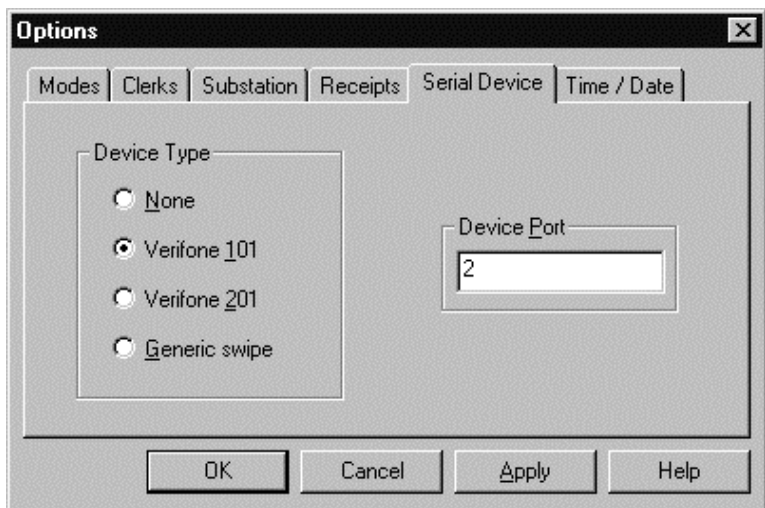 Options
Modes Clerks Substation Receipts Serial Device Time / Date
Device Type
None
Verifone 101
Verifone 201
Generic swipe
Device Port
2
OK Cancel Apply Help